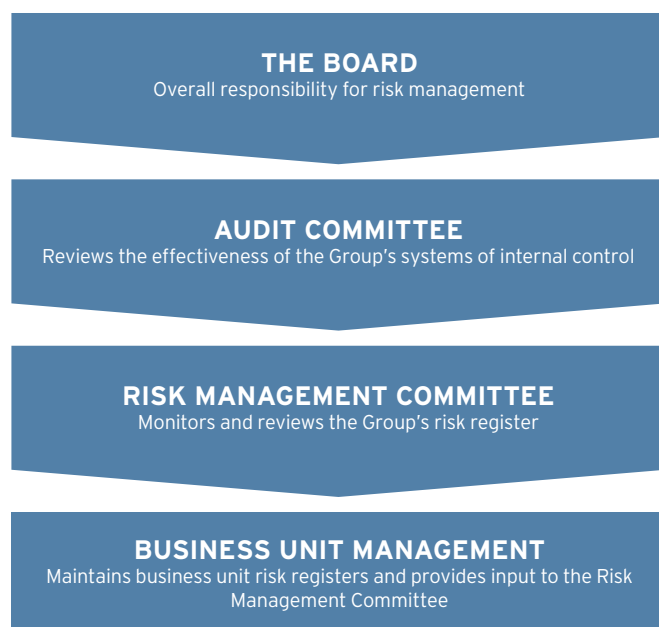 THE BOARD
Overall responsibility for risk management
AUDIT COMMITTEE
Reviews the effectiveness of the Group's systems of internal control
RISK MANAGEMENT COMMITTEE
Monitors and reviews the Group's risk register
BUSINESS UNIT MANAGEMENT
Maintains business unit risk registers and provides input to the Risk
Management Committee